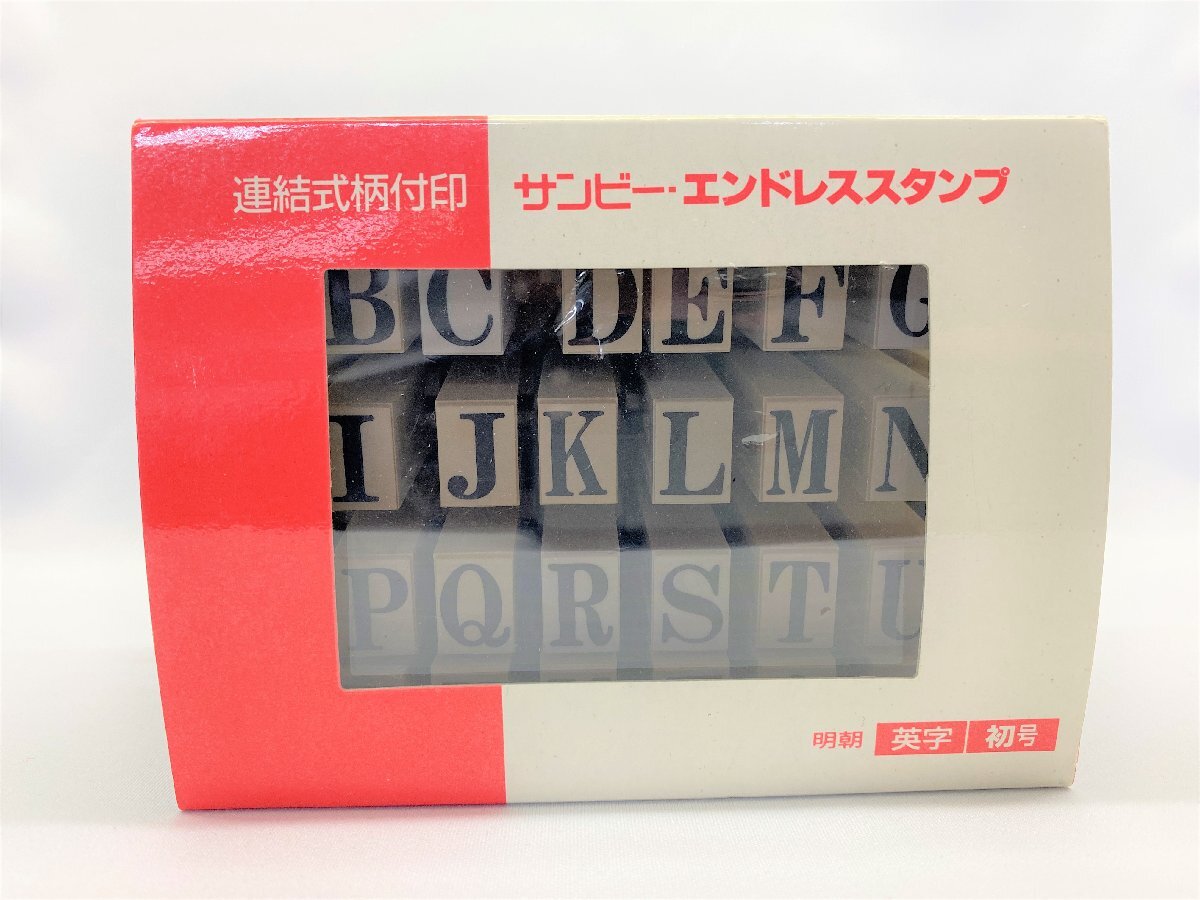 連結式柄付印 サンビー・エンドレススタンプ
B C D E F G
I J K L M N
P Q R S T U
明朝 英字 初号